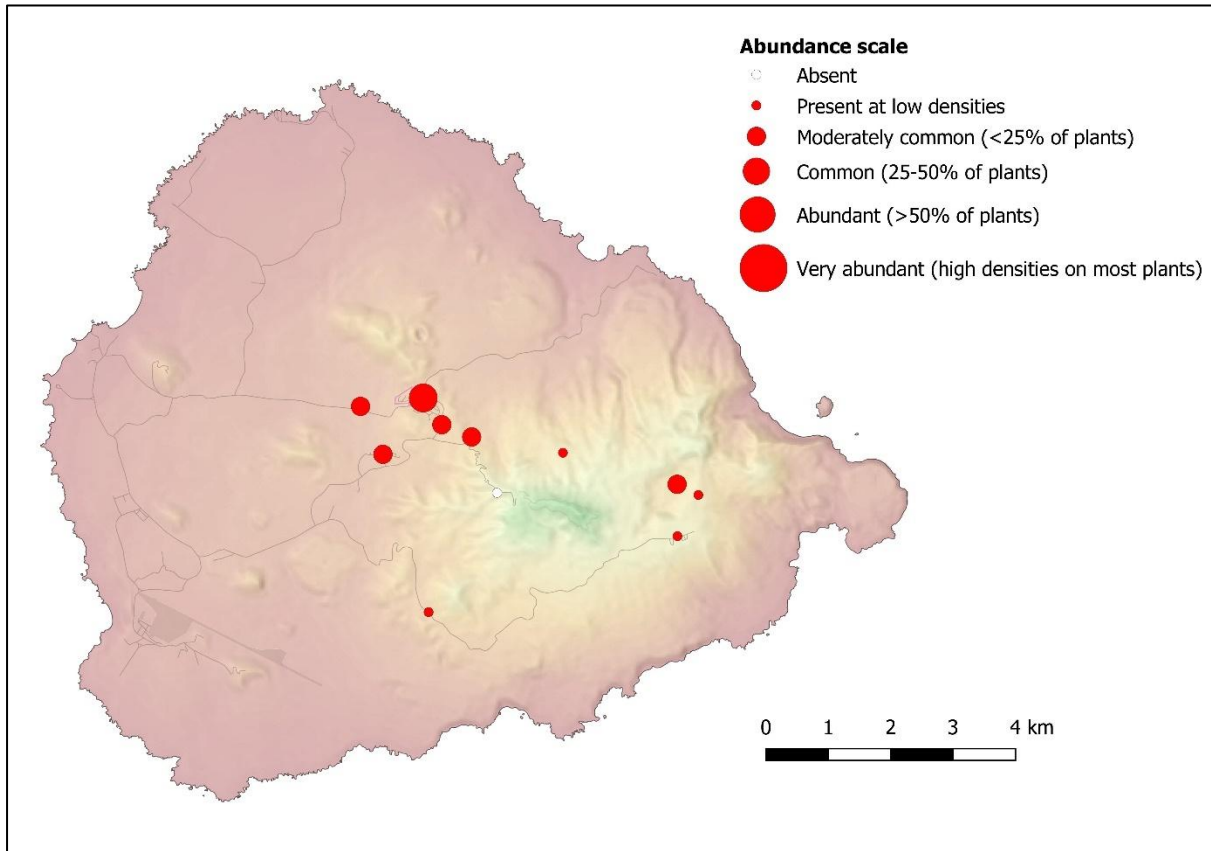 Abundance scale
Absent
Present at low densities
Moderately common (<25% of plants)
Common (25-50% of plants)
Abundant (>50% of plants)
Very abundant (high densities on most plants)
0 1 2 3 4 km